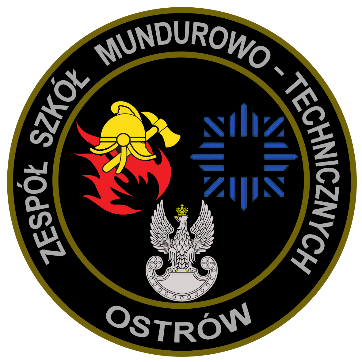 ZESPÓŁ SZKÓŁ MUNDUROWO-TECHNICZNYCH
OSTRÓW